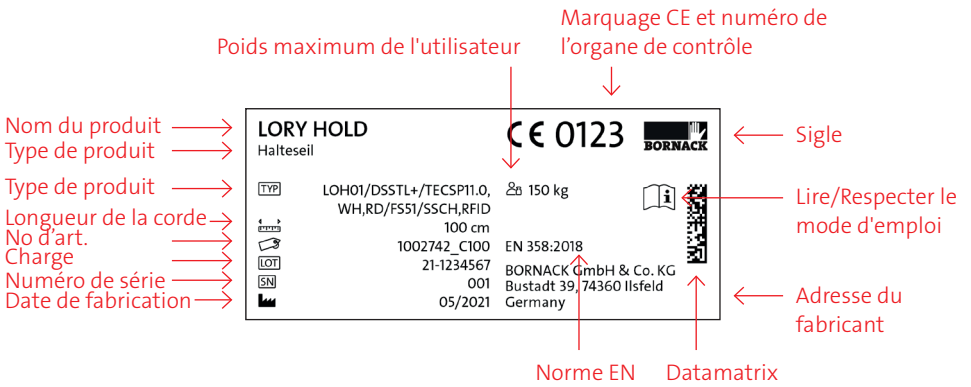 Marquage CE et numéro de
l'organe de contrôle
Poids maximum de l'utilisateur
Nom du produit
Type de produit
LORY HOLD
Halteseil
CE 0123
BORNACK
Sigle
Type de produit
TYP
LOH01/DSSTL+/TECSP11.0,
WH,RD/FS51/SSCH,RFID
150 kg
i
Lire/Respecter le
mode d'emploi
Longueur de la corde
100 cm
No d'art.
1002742_C100
EN 358:2018
Charge
LOT
21-1234567
Numéro de série
SN
001
Date de fabrication
05/2021
BORNACK GmbH & Co. KG
Bustadt 39, 74360 Ilsfeld
Germany
Adresse du
fabricant
Norme EN
Datamatrix